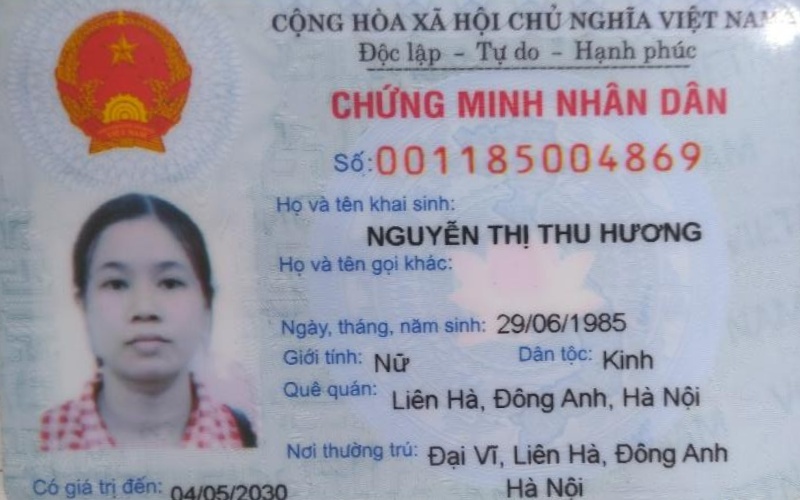 CỘNG HÒA XÃ HỘI CHỦ NGHĨA VIỆT NAM
Độc lập - Tự do - Hạnh phúc
CHỨNG MINH NHÂN DÂN
Số: 001185004869
Họ và tên khai sinh:
NGUYỄN THỊ THU HƯƠNG
Họ và tên gọi khác:
Ngày, tháng, năm sinh: 29/06/1985
Giới tính: Nữ Dân tộc: Kinh
Quê quán: Liên Hà, Đông Anh, Hà Nội
Nơi thường trú: Đại Vĩ, Liên Hà, Đông Anh
Hà Nội
Có giá trị đến: 04/05/2030